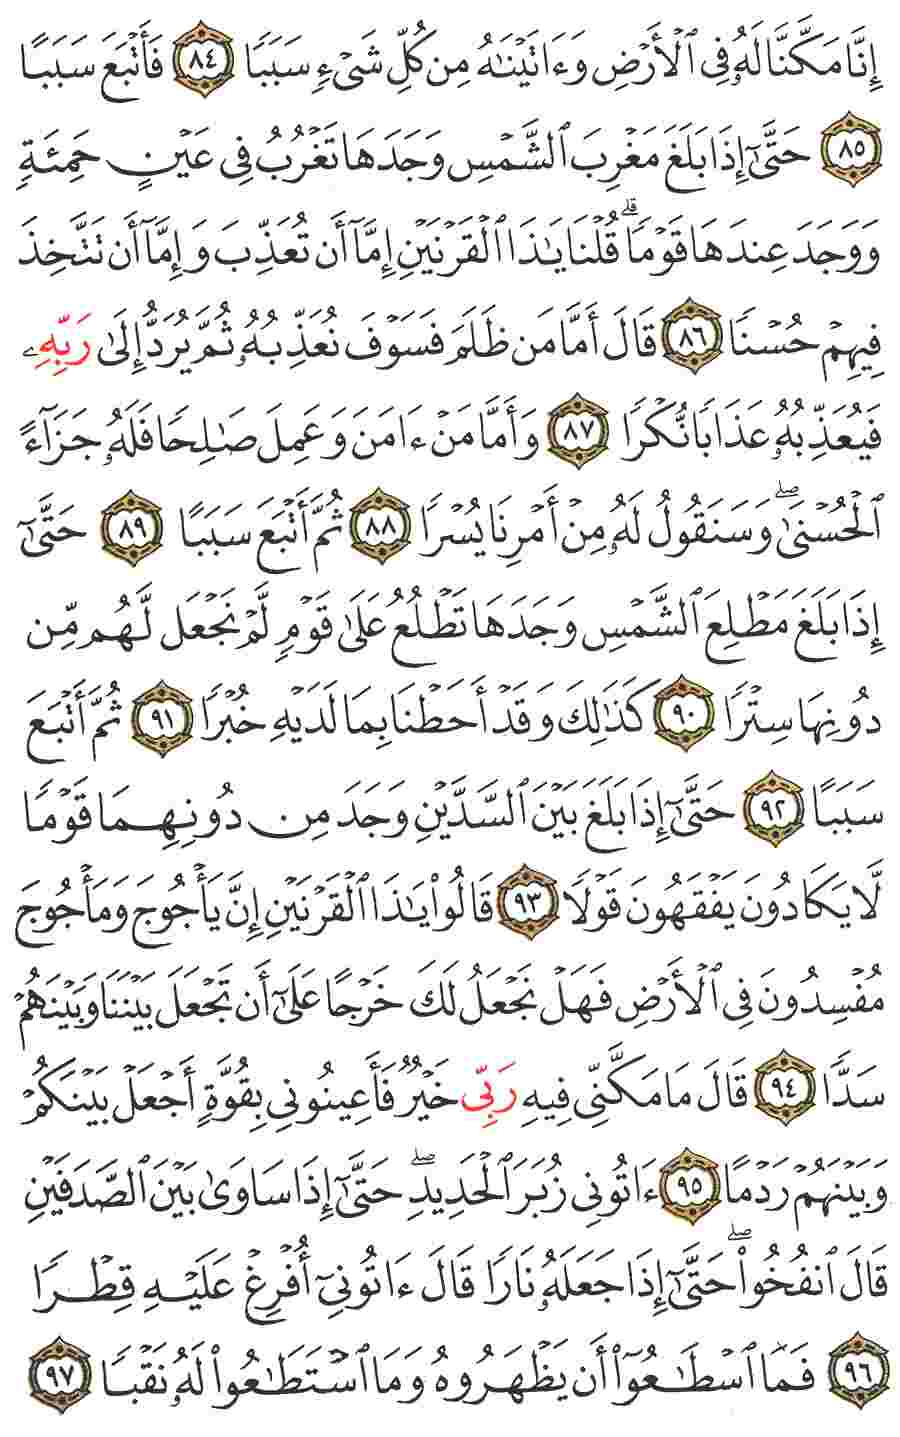 إِنَّا مَكَّنَّا لَهُۥ فِى ٱلْأَرْضِ وَءَاتَيْنَٰهُ مِن كُلِّ شَىْءٍ سَبَبًا ٨٤ فَأَتْبَعَ سَبَبًا
٨٥ حَتَّىٰٓ إِذَا بَلَغَ مَغْرِبَ ٱلشَّمْسِ وَجَدَهَا تَغْرُبُ فِى عَيْنٍ حَمِئَةٍ
وَوَجَدَ عِندَهَا قَوْمًا ۗ قُلْنَا يَٰذَا ٱلْقَرْنَيْنِ إِمَّآ أَن تُعَذِّبَ وَإِمَّآ أَن تَتَّخِذَ
فِيهِمْ حُسْنًا ٨٦ قَالَ أَمَّا مَن ظَلَمَ فَسَوْفَ نُعَذِّبُهُۥ ثُمَّ يُرَدُّ إِلَىٰ رَبِّهِۦ
فَيُعَذِّبُهُۥ عَذَابًا نُّكْرًا ٨٧ وَأَمَّا مَنْ ءَامَنَ وَعَمِلَ صَٰلِحًا فَلَهُۥ جَزَآءً
ٱلْحُسْنَىٰ ۖ وَسَنَقُولُ لَهُۥ مِنْ أَمْرِنَا يُسْرًا ٨٨ ثُمَّ أَتْبَعَ سَبَبًا ٨٩ حَتَّىٰٓ
إِذَا بَلَغَ مَطْلِعَ ٱلشَّمْسِ وَجَدَهَا تَطْلُعُ عَلَىٰ قَوْمٍ لَّمْ نَجْعَل لَّهُم مِّن
دُونِهَا سِتْرًا ٩٠ كَذَٰلِكَ وَقَدْ أَحَطْنَا بِمَا لَدَيْهِ خُبْرًا ٩١ ثُمَّ أَتْبَعَ
سَبَبًا ٩٢ حَتَّىٰٓ إِذَا بَلَغَ بَيْنَ ٱلسَّدَّيْنِ وَجَدَ مِن دُونِهِمَا قَوْمًا
لَّا يَكَادُونَ يَفْقَهُونَ قَوْلًا ٩٣ قَالُوا۟ يَٰذَا ٱلْقَرْنَيْنِ إِنَّ يَأْجُوجَ وَمَأْجُوجَ
مُفْسِدُونَ فِى ٱلْأَرْضِ فَهَلْ نَجْعَلُ لَكَ خَرْجًا عَلَىٰٓ أَن تَجْعَلَ بَيْنَنَا وَبَيْنَهُمْ
سَدًّا ٩٤ قَالَ مَا مَكَّنِّى فِيهِ رَبِّى خَيْرٌ فَأَعِينُونِى بِقُوَّةٍ أَجْعَلْ بَيْنَكُمْ
وَبَيْنَهُمْ رَدْمًا ٩٥ ءَاتُونِى زُبَرَ ٱلْحَدِيدِ ۖ حَتَّىٰٓ إِذَا سَاوَىٰ بَيْنَ ٱلصَّدَفَيْنِ
قَالَ ٱنفُخُوا۟ ۖ حَتَّىٰٓ إِذَا جَعَلَهُۥ نَارًا قَالَ ءَاتُونِىٓ أُفْرِغْ عَلَيْهِ قِطْرًا
٩٦ فَمَا ٱسْطَٰعُوٓا۟ أَن يَظْهَرُوهُ وَمَا ٱسْتَطَٰعُوا۟ لَهُۥ نَقْبًا ٩٧